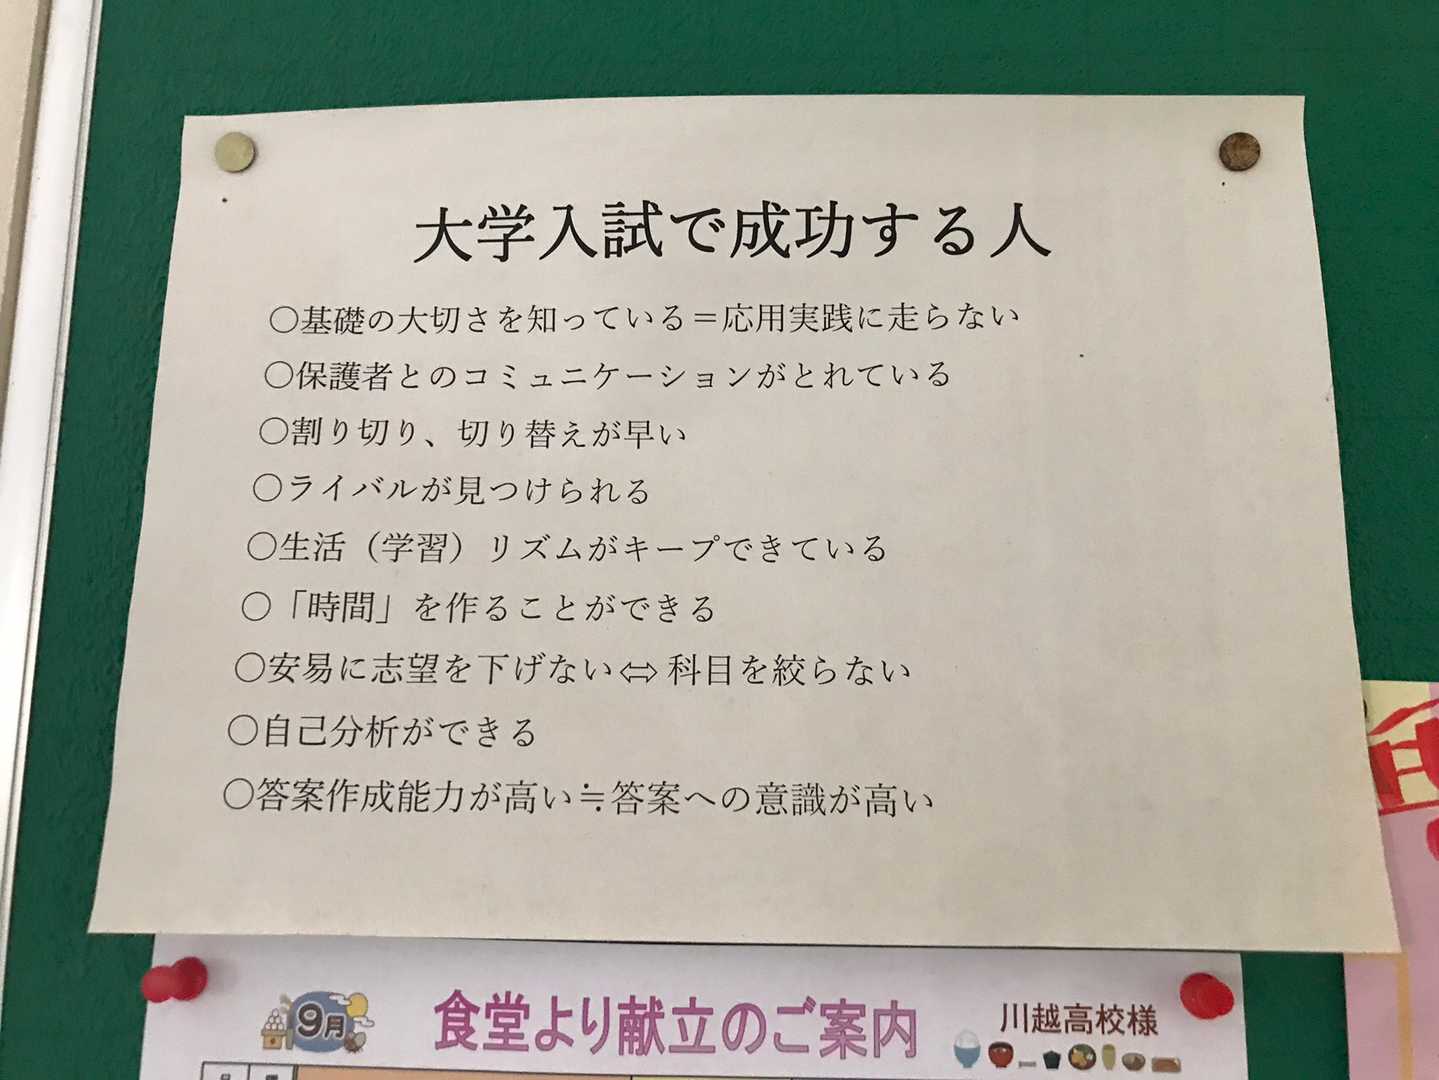 大学入試で成功する人
〇基礎の大切さを知っている＝応用実践に走らない
〇保護者とのコミュニケーションがとれている
〇割り切り、切り替えが早い
〇ライバルが見つけられる
〇生活（学習）リズムがキープできている
〇「時間」を作ることができる
〇安易に志望を下げない⇔科目を絞らない
〇自己分析ができる
〇答案作成能力が高い≒答案への意識が高い
9月
食堂より献立のご案内
川越高校様